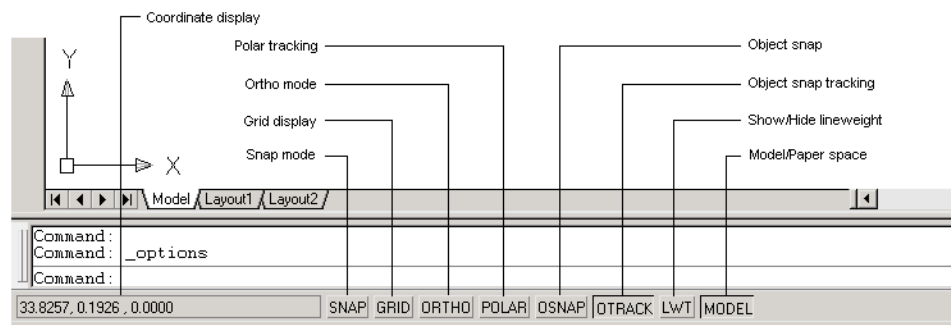 Coordinate display
Polar tracking
Object snap
Ortho mode
Object snap tracking
Grid display
Show/Hide lineweight
Snap mode
Model/Paper space
Y
X
Model Layout1 Layout2
Command:
Command: _options
Command:
33.8257, 0.1926 , 0.0000 SNAP GRID ORTHO POLAR OSNAP OTRACK LWT MODEL